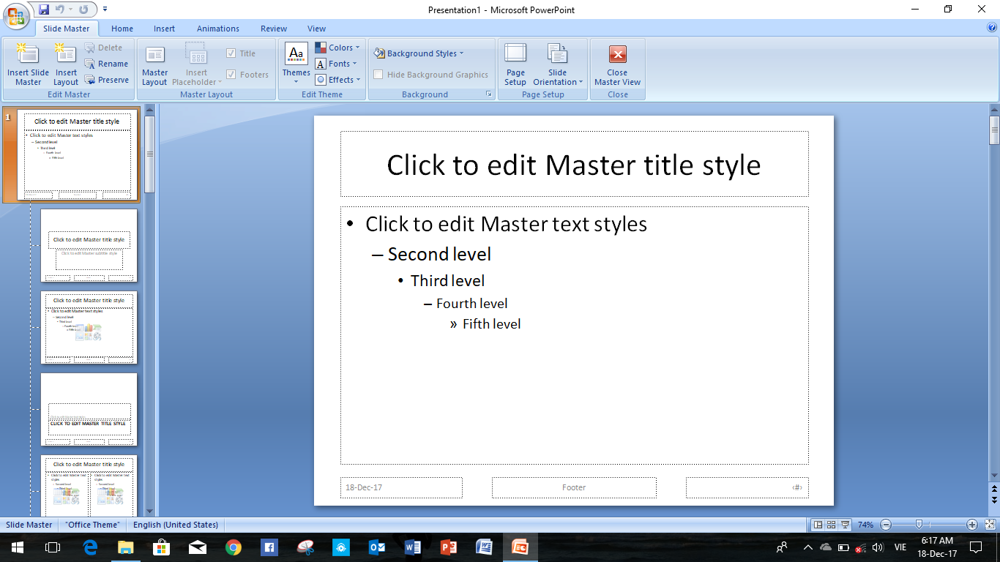 Presentation1 - Microsoft PowerPoint
Slide Master Home Insert Animations Review View
Insert Slide Master
Insert Layout
Delete
Rename
Preserve
Edit Master
Master Layout
Insert Placeholder
Title
Footers
Master Layout
Themes
Colors
Fonts
Effects
Edit Theme
Background Styles
Hide Background Graphics
Background
Page Setup
Slide Orientation
Page Setup
Close Master View
Close
1
Click to edit Master title style
• Click to edit Master text styles
– Second level
• Third level
– Fourth level
» Fifth level
Click to edit Master title style
Click to edit Master subtitle style
Click to edit Master title style
• Click to edit Master text styles
– Second level
• Third level
– Fourth level
» Fifth level
Click to edit Master text styles
CLICK TO EDIT MASTER TITLE STYLE
Click to edit Master title style
• Click to edit Master text styles
– Second level
– Third level
• Click to edit Master text styles
– Second level
– Third level
Click to edit Master title style
• Click to edit Master text styles
– Second level
• Third level
– Fourth level
» Fifth level
18-Dec-17
Footer
‹#›
Slide Master "Office Theme" English (United States)
74%
VIE
6:17 AM
18-Dec-17